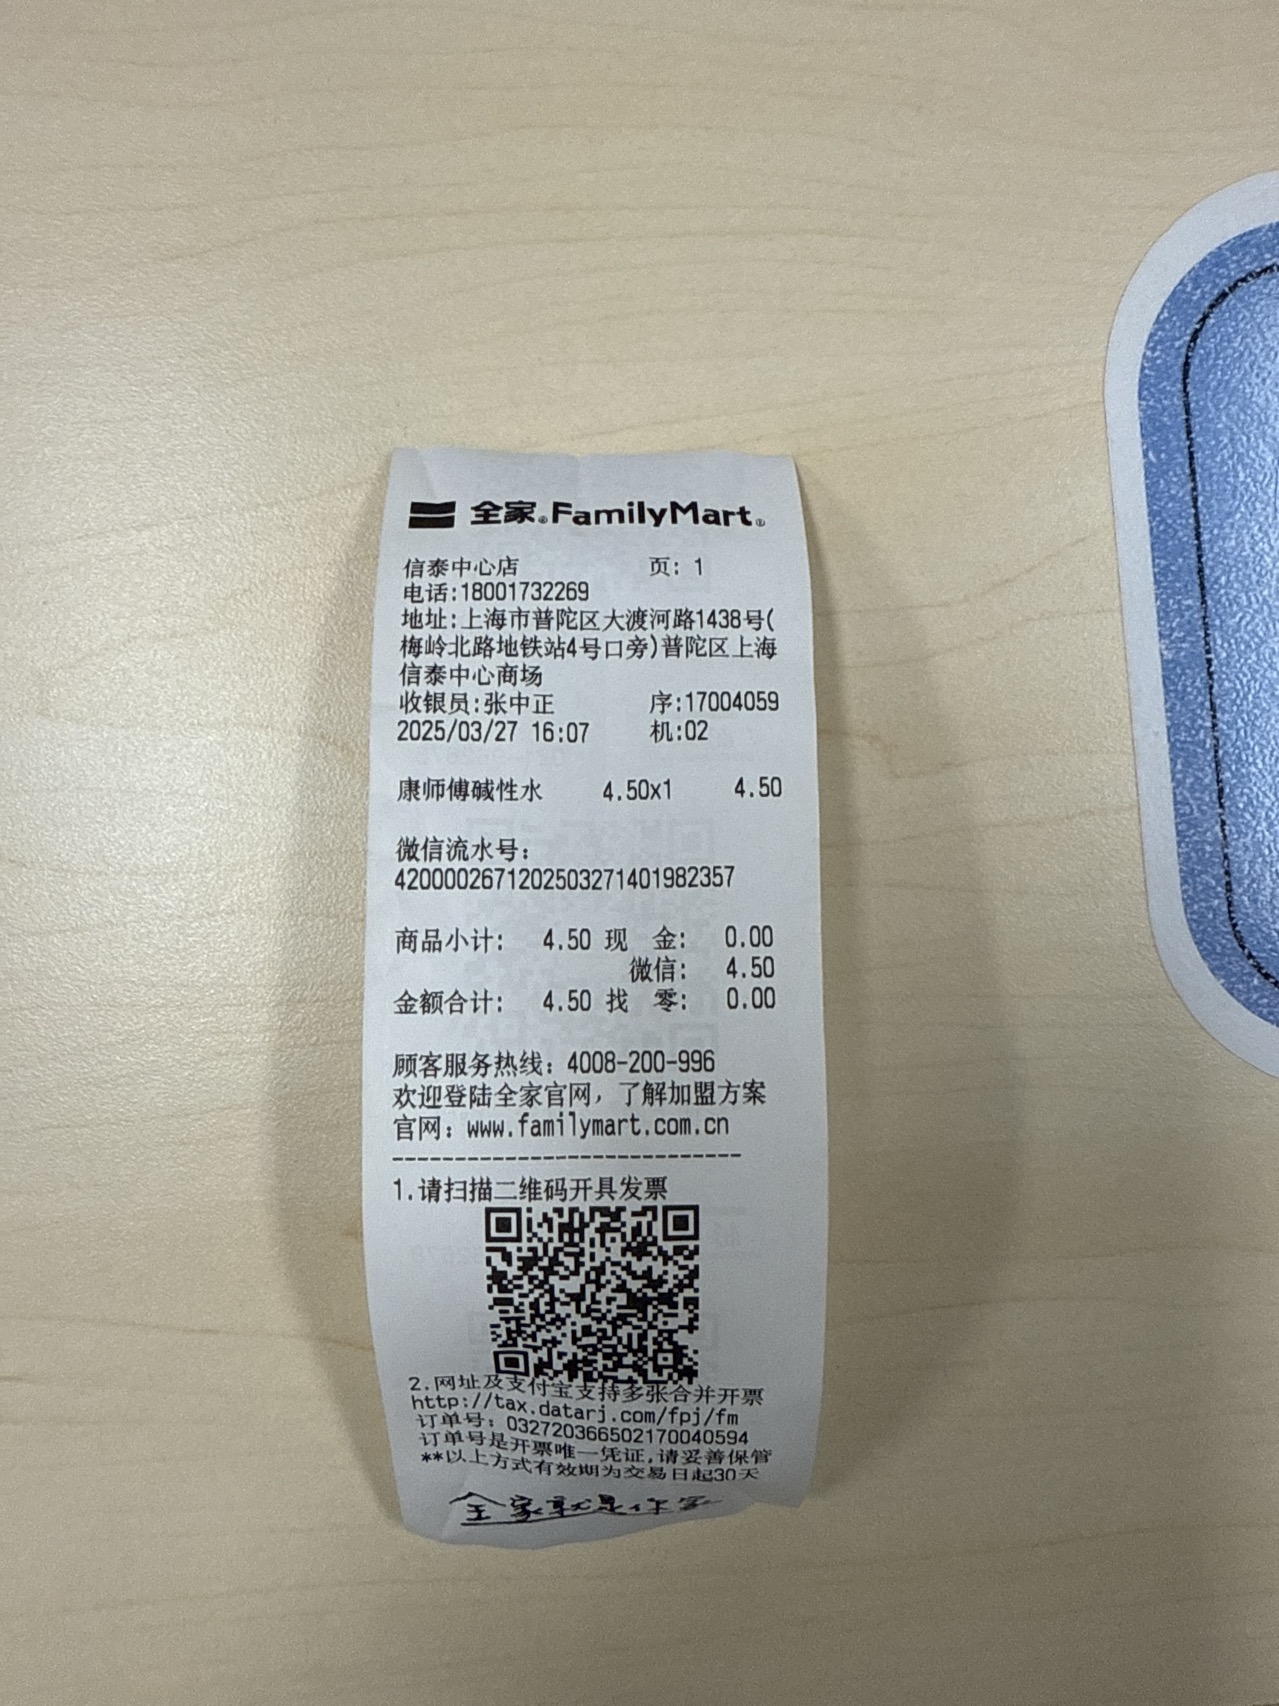 全家®FamilyMart®
信泰中心店 页: 1
电话:18001732269
地址:上海市普陀区大渡河路1438号(
梅岭北路地铁站4号口旁)普陀区上海
信泰中心商场
收银员:张中正 序:17004059
2025/03/27 16:07 机:02
康师傅碱性水 4.50x1 4.50
微信流水号:
4200002671202503271401982357
商品小计: 4.50 现 金: 0.00
微信: 4.50
金额合计: 4.50 找 零: 0.00
顾客服务热线: 4008-200-996
欢迎登陆全家官网, 了解加盟方案
官网: www.familymart.com.cn
----------------------------
1.请扫描二维码开具发票
2.网址及支付宝支持多张合并开票
http://tax.datarj.com/fpj/fm
订单号: 032720366502170040594
订单号是开票唯一凭证,请妥善保管
**以上方式有效期为交易日起30天
全家就是你家